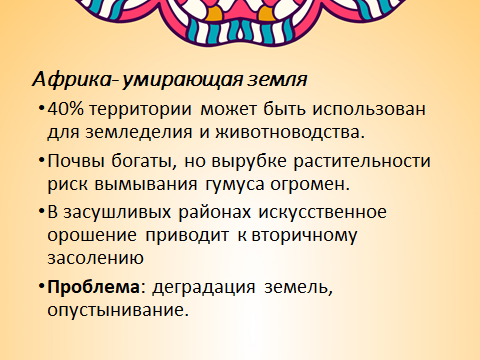 Африка- умирающая земля
•40% территории может быть использован
для земледелия и животноводства.
•Почвы богаты, но вырубке растительности
риск вымывания гумуса огромен.
•В засушливых районах искусственное
орошение приводит к вторичному
засолению
•Проблема: деградация земель,
опустынивание.